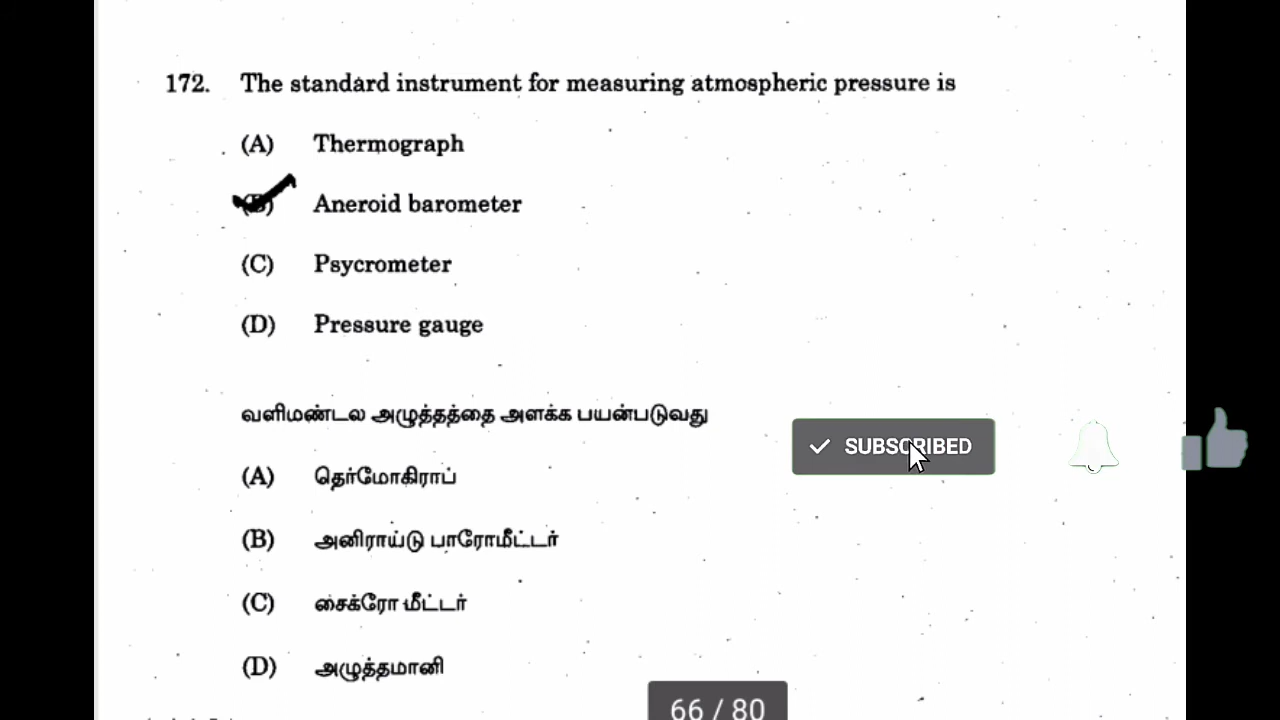 172. The standard instrument for measuring atmospheric pressure is
(A) Thermograph
(B) Aneroid barometer
(C) Psycrometer
(D) Pressure gauge
வளிமண்டல அழுத்தத்தை அளக்க பயன்படுவது
(A) தெர்மோகிராப்
(B) அனிராய்டு பாரோமீட்டர்
(C) சைக்ரோ மீட்டர்
(D) அழுத்தமானி
SUBSCRIBED
66 / 80